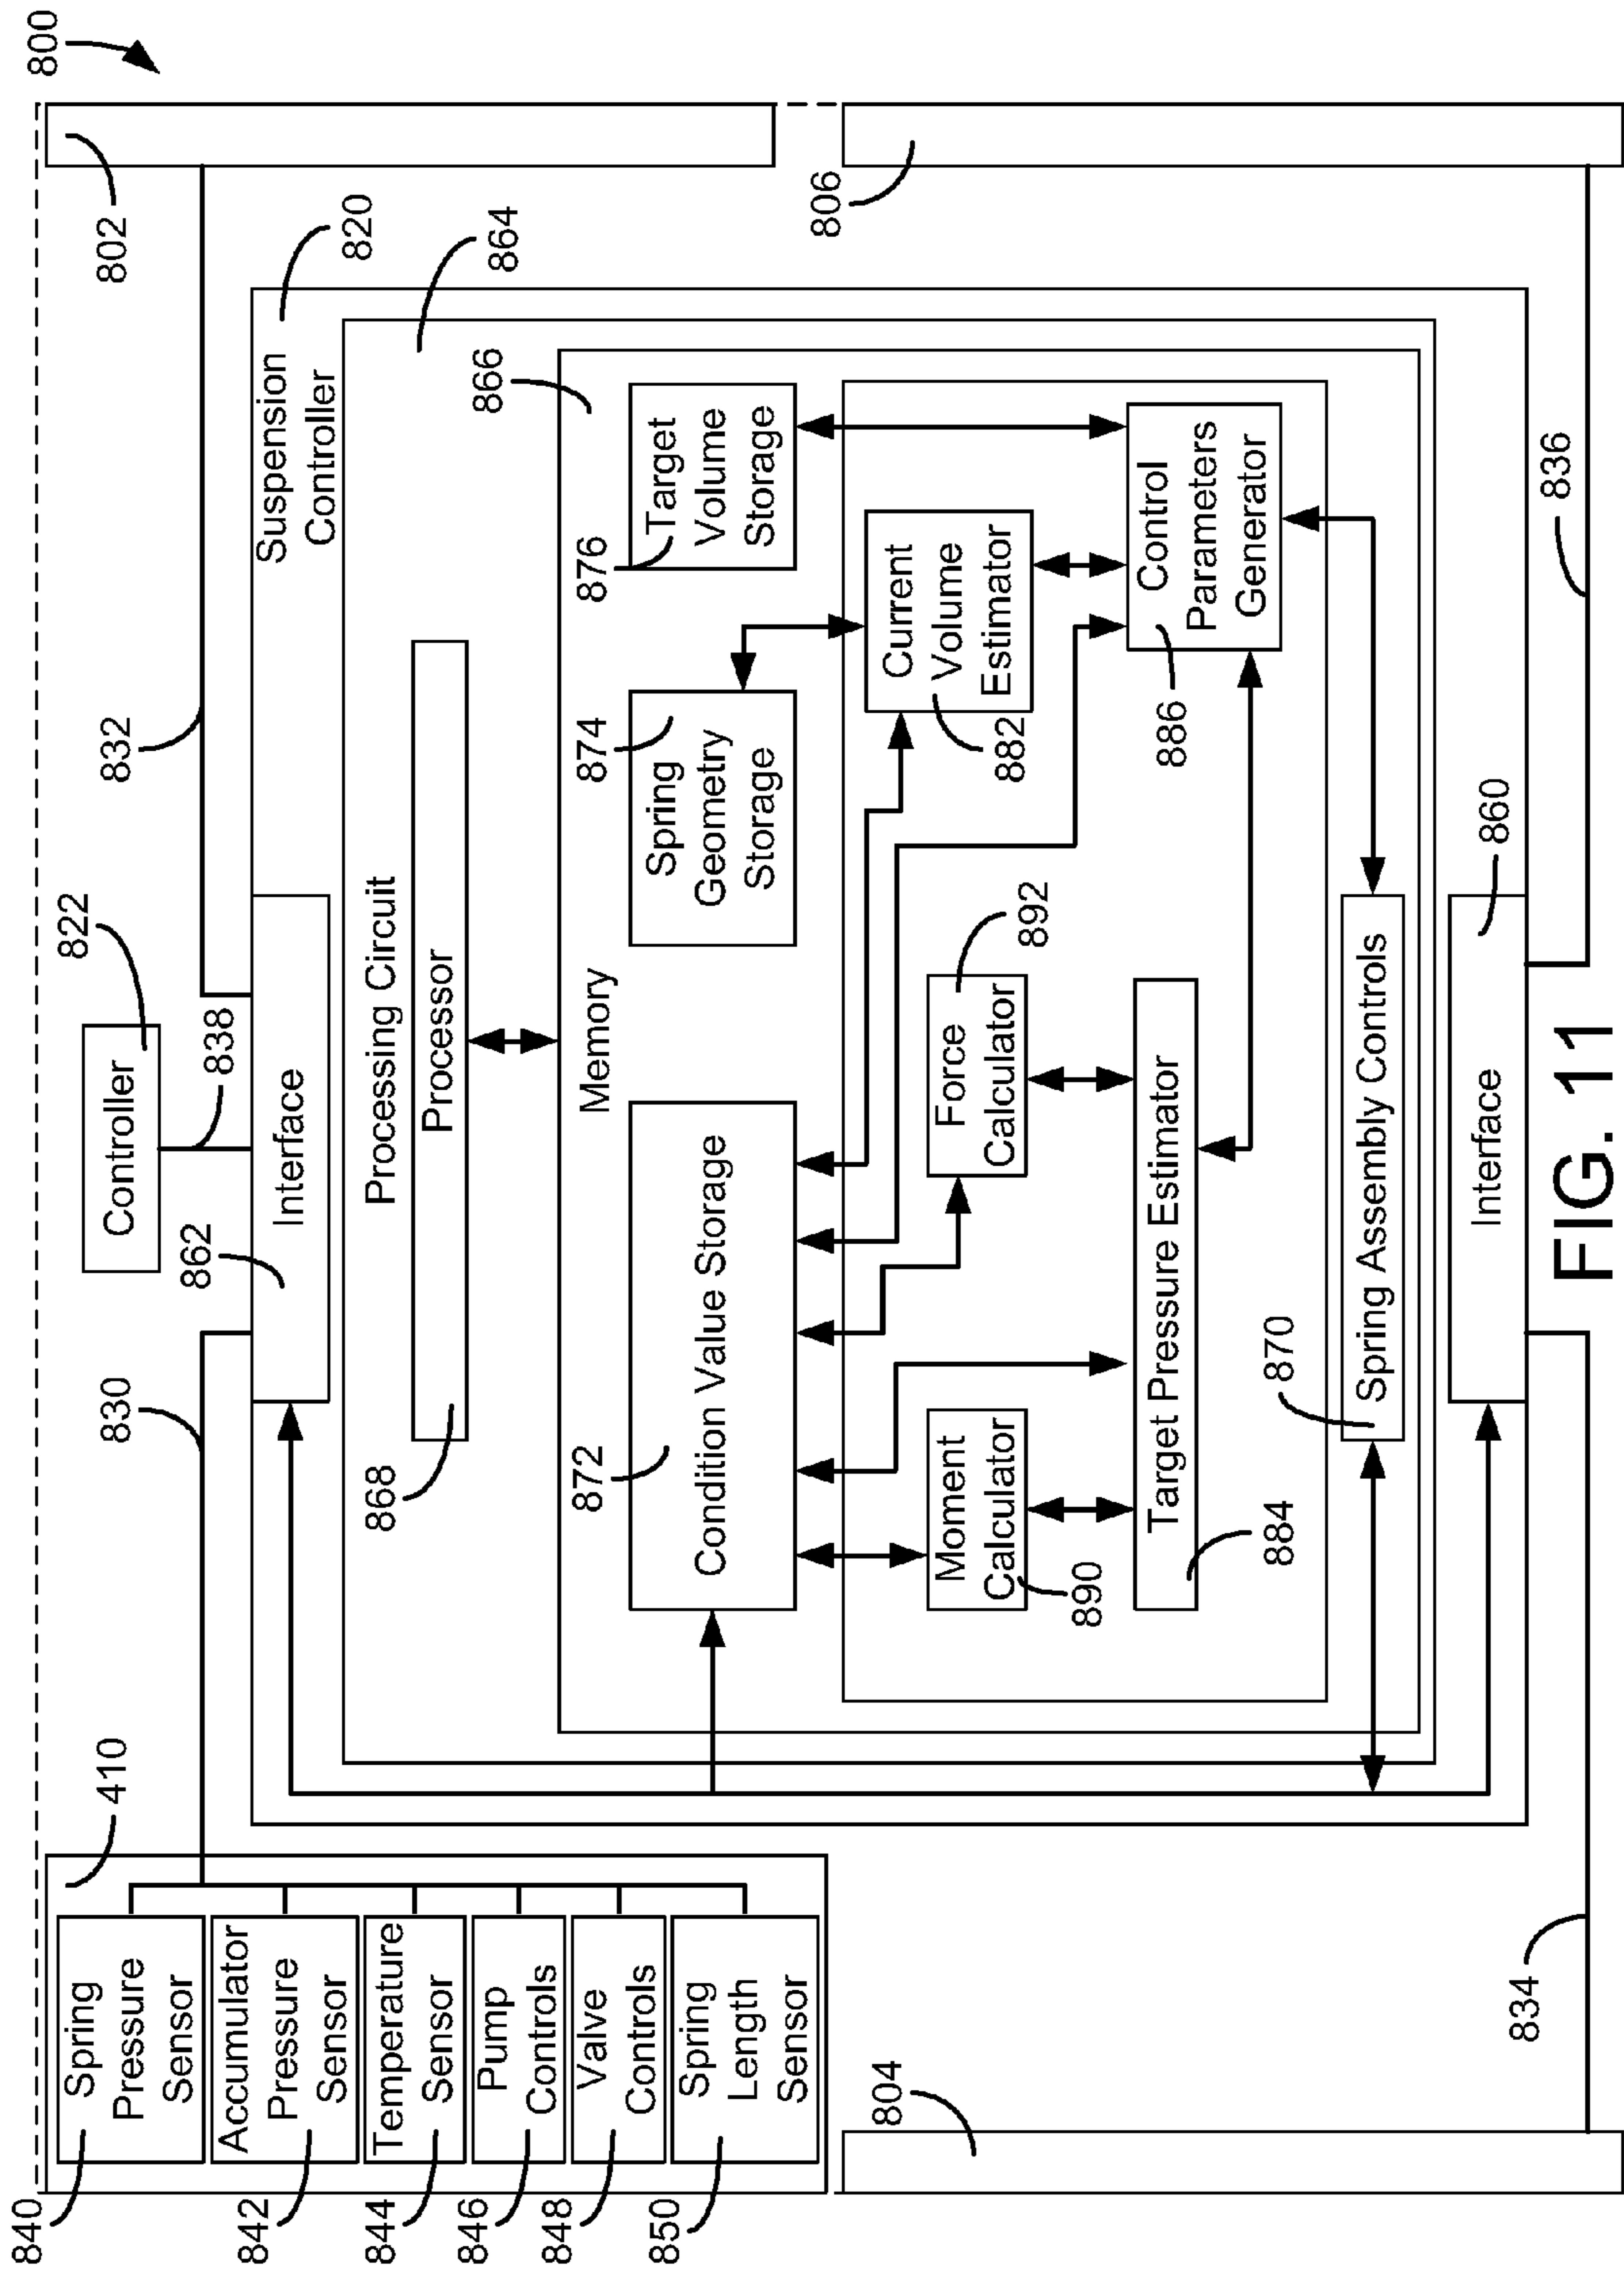 800
802
806
832
820
Suspension
Controller
864
822
Controller
838
862
Interface
830
410
840
Spring
Pressure
Sensor
842
Accumulator
Pressure
Sensor
844
Temperature
Sensor
846
Pump
Controls
848
Valve
Controls
850
Spring
Length
Sensor
Processing Circuit
868
Processor
866
Memory
872
Condition Value Storage
874
Spring
Geometry
Storage
876
Target
Volume
Storage
890
Moment
Calculator
892
Force
Calculator
882
Current
Volume
Estimator
884
Target Pressure Estimator
886
Control
Parameters
Generator
870
Spring Assembly Controls
860
Interface
804
834
836
FIG. 11